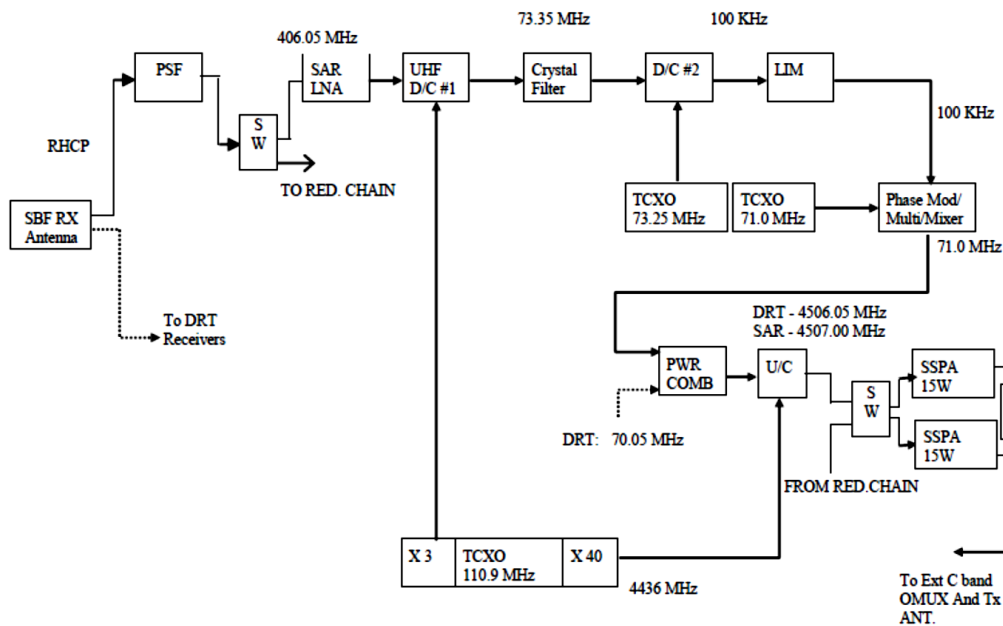 73.35 MHz
100 KHz
406.05 MHz
PSF
SAR
LNA
UHF
D/C #1
Crystal
Filter
D/C #2
LIM
S
W
RHCP
100 KHz
TO RED. CHAIN
SBF RX
Antenna
TCXO
73.25 MHz
TCXO
71.0 MHz
Phase Mod/
Multi/Mixer
71.0 MHz
To DRT
Receivers
DRT - 4506.05 MHz
SAR - 4507.00 MHz
PWR
COMB
U/C
S
W
SSPA
15W
SSPA
15W
DRT: 70.05 MHz
FROM RED.CHAIN
X 3
TCXO
110.9 MHz
X 40
4436 MHz
To Ext C band
OMUX And Tx
ANT.